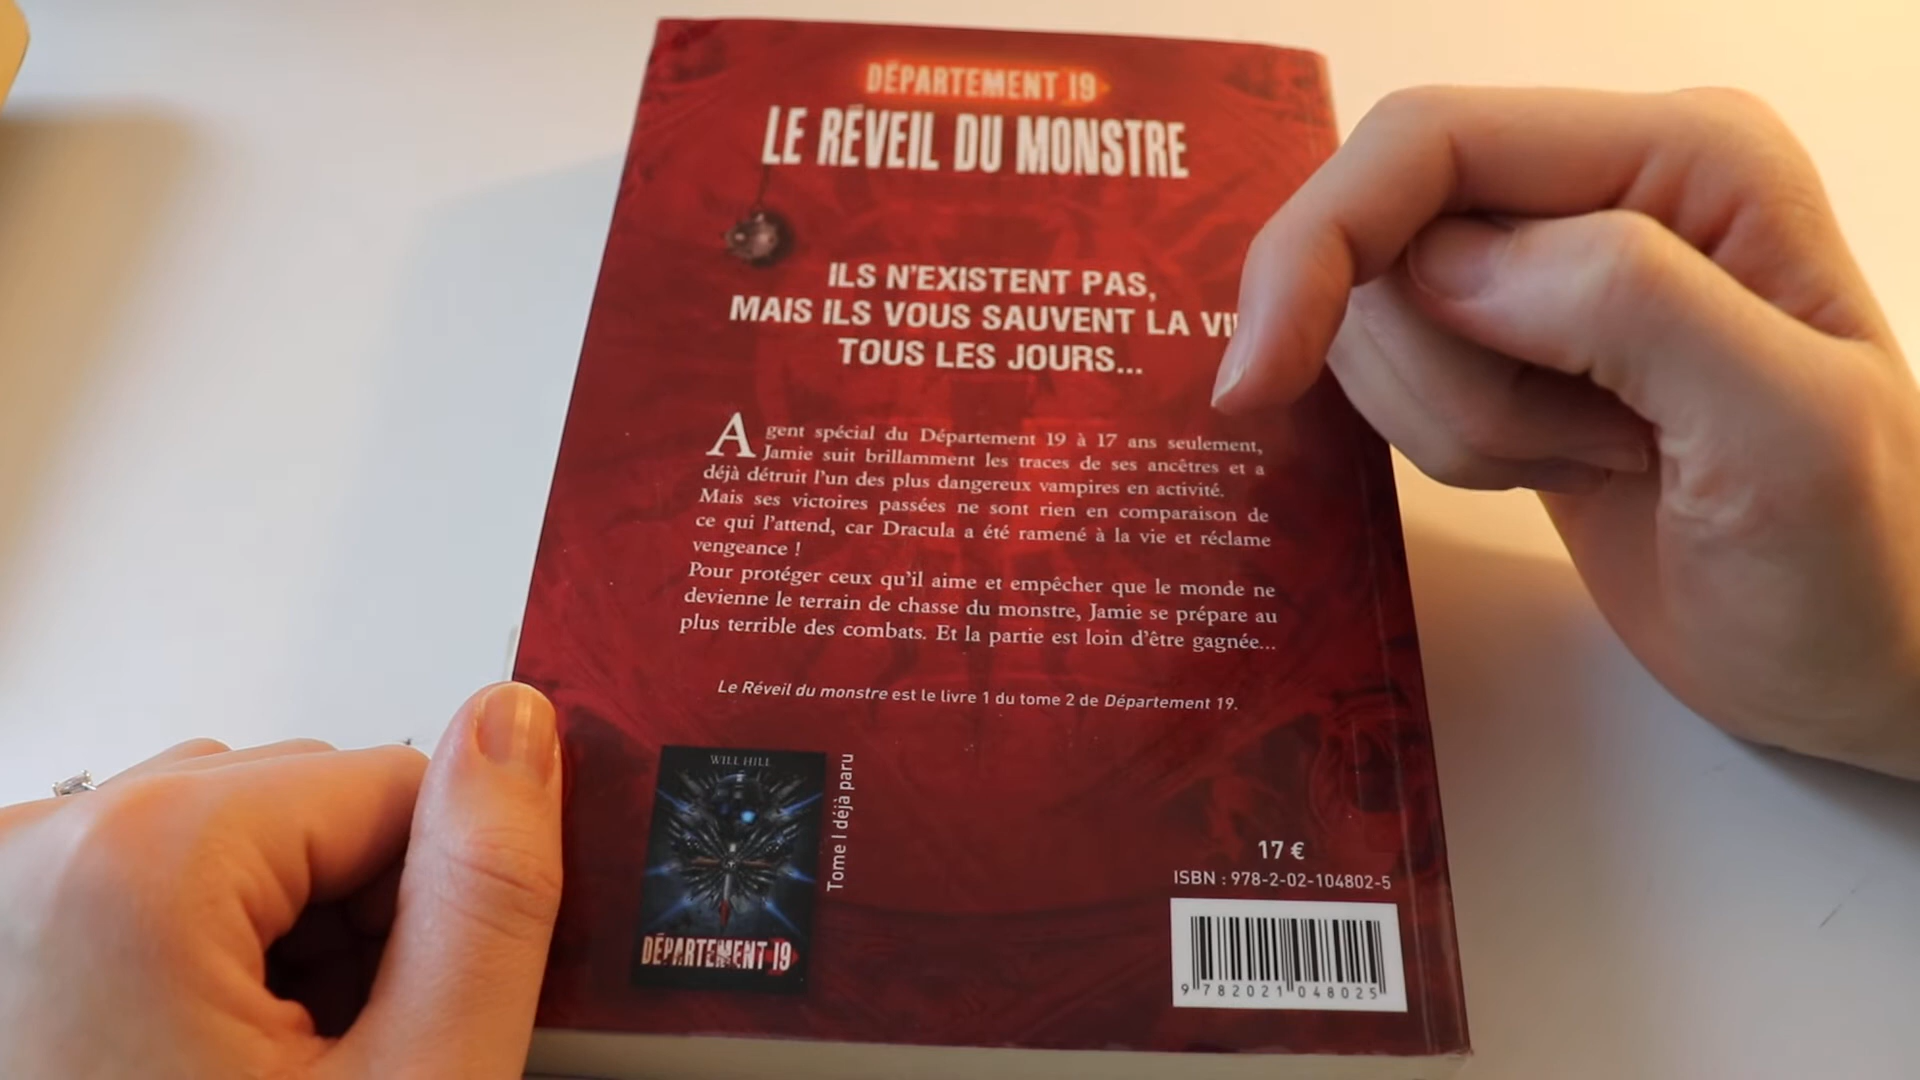 DÉPARTEMENT 19
LE RÉVEIL DU MONSTRE
ILS N'EXISTENT PAS,
MAIS ILS VOUS SAUVENT LA
TOUS LES JOURS...
Agent spécial du Département 19 à 17 ans seulement,
Jamie suit brillamment les traces de ses ancêtres et a
déjà détruit l'un des plus dangereux vampires en activité.
Mais ses victoires passées ne sont rien en comparaison de
ce qui l'attend, car Dracula a été ramené à la vie et réclame
vengeance !
Pour protéger ceux qu'il aime et empêcher que le monde ne
devienne le terrain de chasse du monstre, Jamie se prépare au
plus terrible des combats. Et la partie est loin d'être gagnée...
Le Réveil du monstre est le livre 1 du tome 2 de Département 19.
WILL HILL
DÉPARTEMENT 19
Tome I déjà paru
17 €
ISBN : 978-2-02-104802-5
9 782021 048025